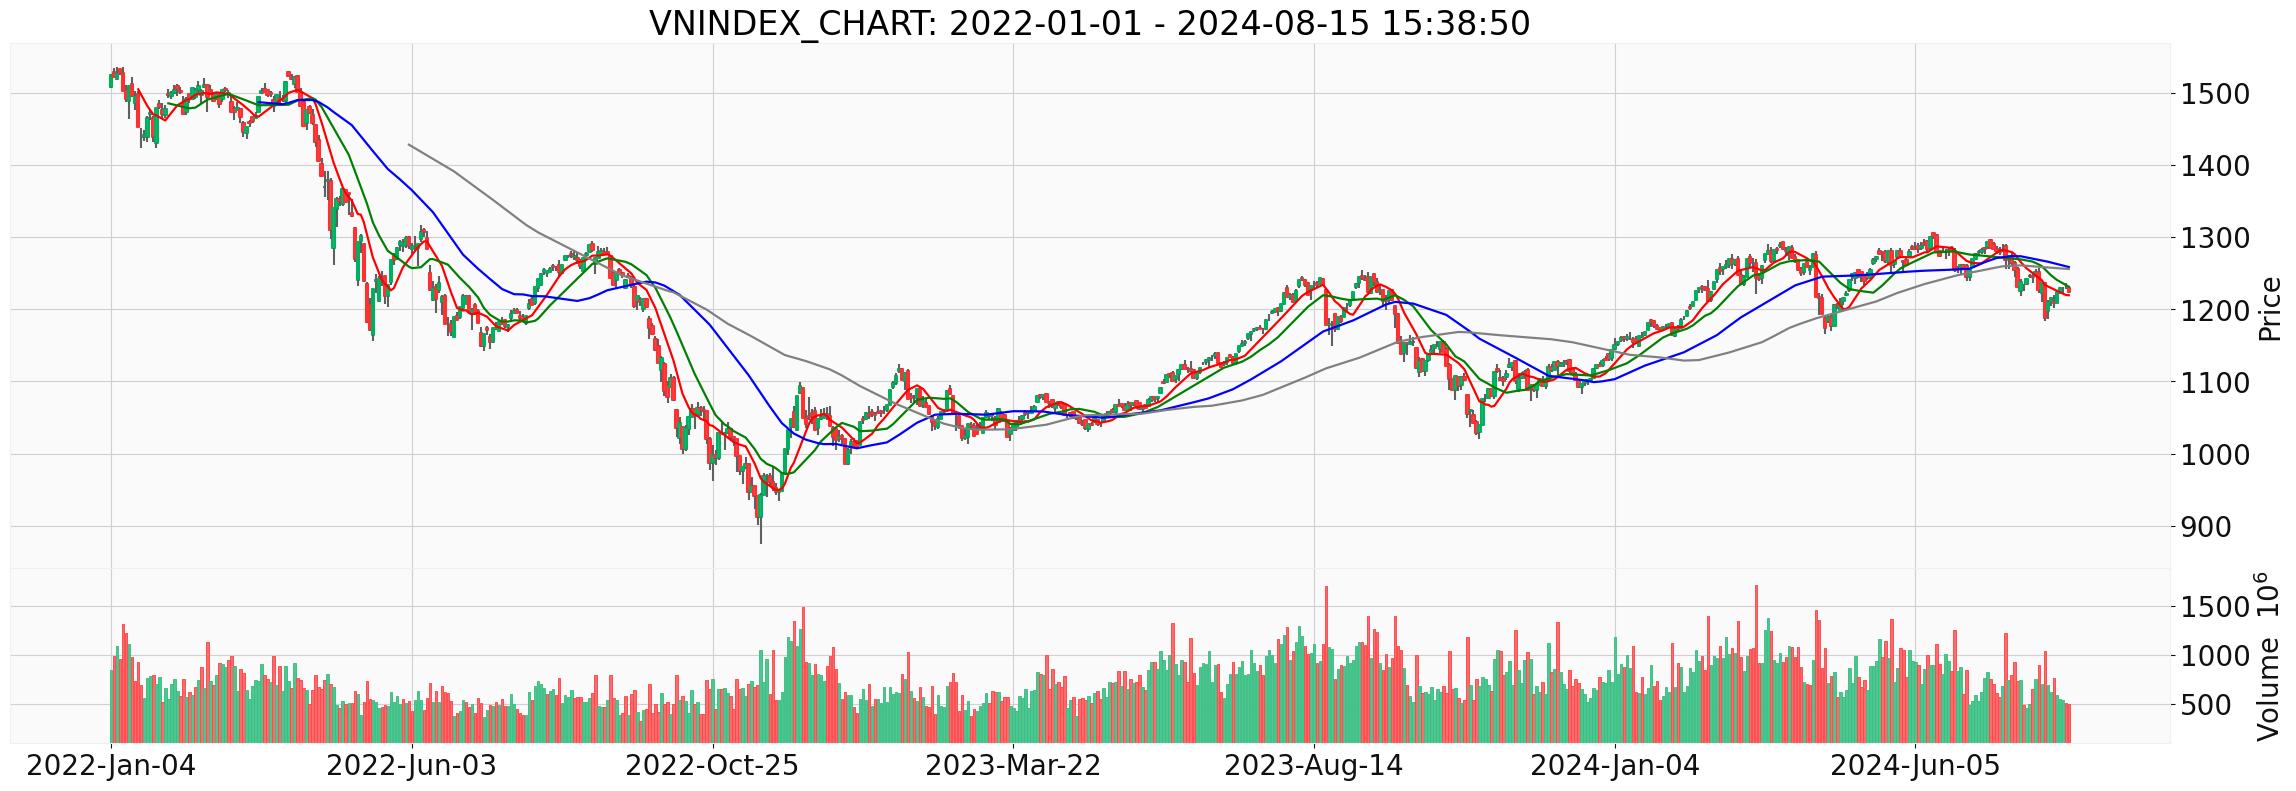 VNINDEX_CHART: 2022-01-01 - 2024-08-15 15:38:50
1500
1400
1300
1200
1100
1000
900
Price
1500
1000
500
Volume 10⁶
2022-Jan-04 2022-Jun-03 2022-Oct-25 2023-Mar-22 2023-Aug-14 2024-Jan-04 2024-Jun-05